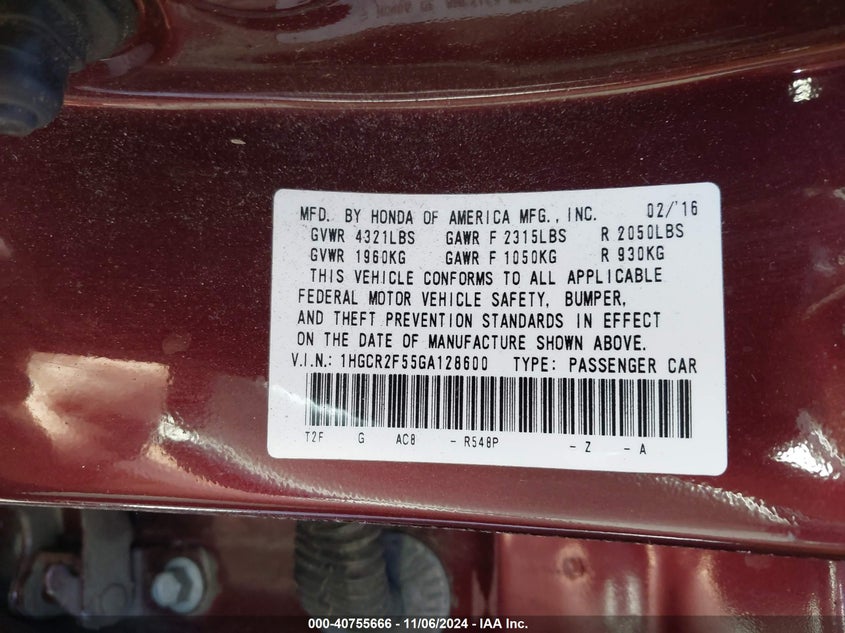 MFD. BY HONDA OF AMERICA MFG., INC. 02/'16
GVWR 4321LBS GAWR F 2315LBS R 2050LBS
GVWR 1960KG GAWR F 1050KG R 930KG
THIS VEHICLE CONFORMS TO ALL APPLICABLE
FEDERAL MOTOR VEHICLE SAFETY, BUMPER,
AND THEFT PREVENTION STANDARDS IN EFFECT
ON THE DATE OF MANUFACTURE SHOWN ABOVE.
V.I.N.: 1HGCR2F55GA128600 TYPE: PASSENGER CAR
T2F G AC8 - R548P - Z - A
000-40755666 - 11/06/2024 - IAA Inc.